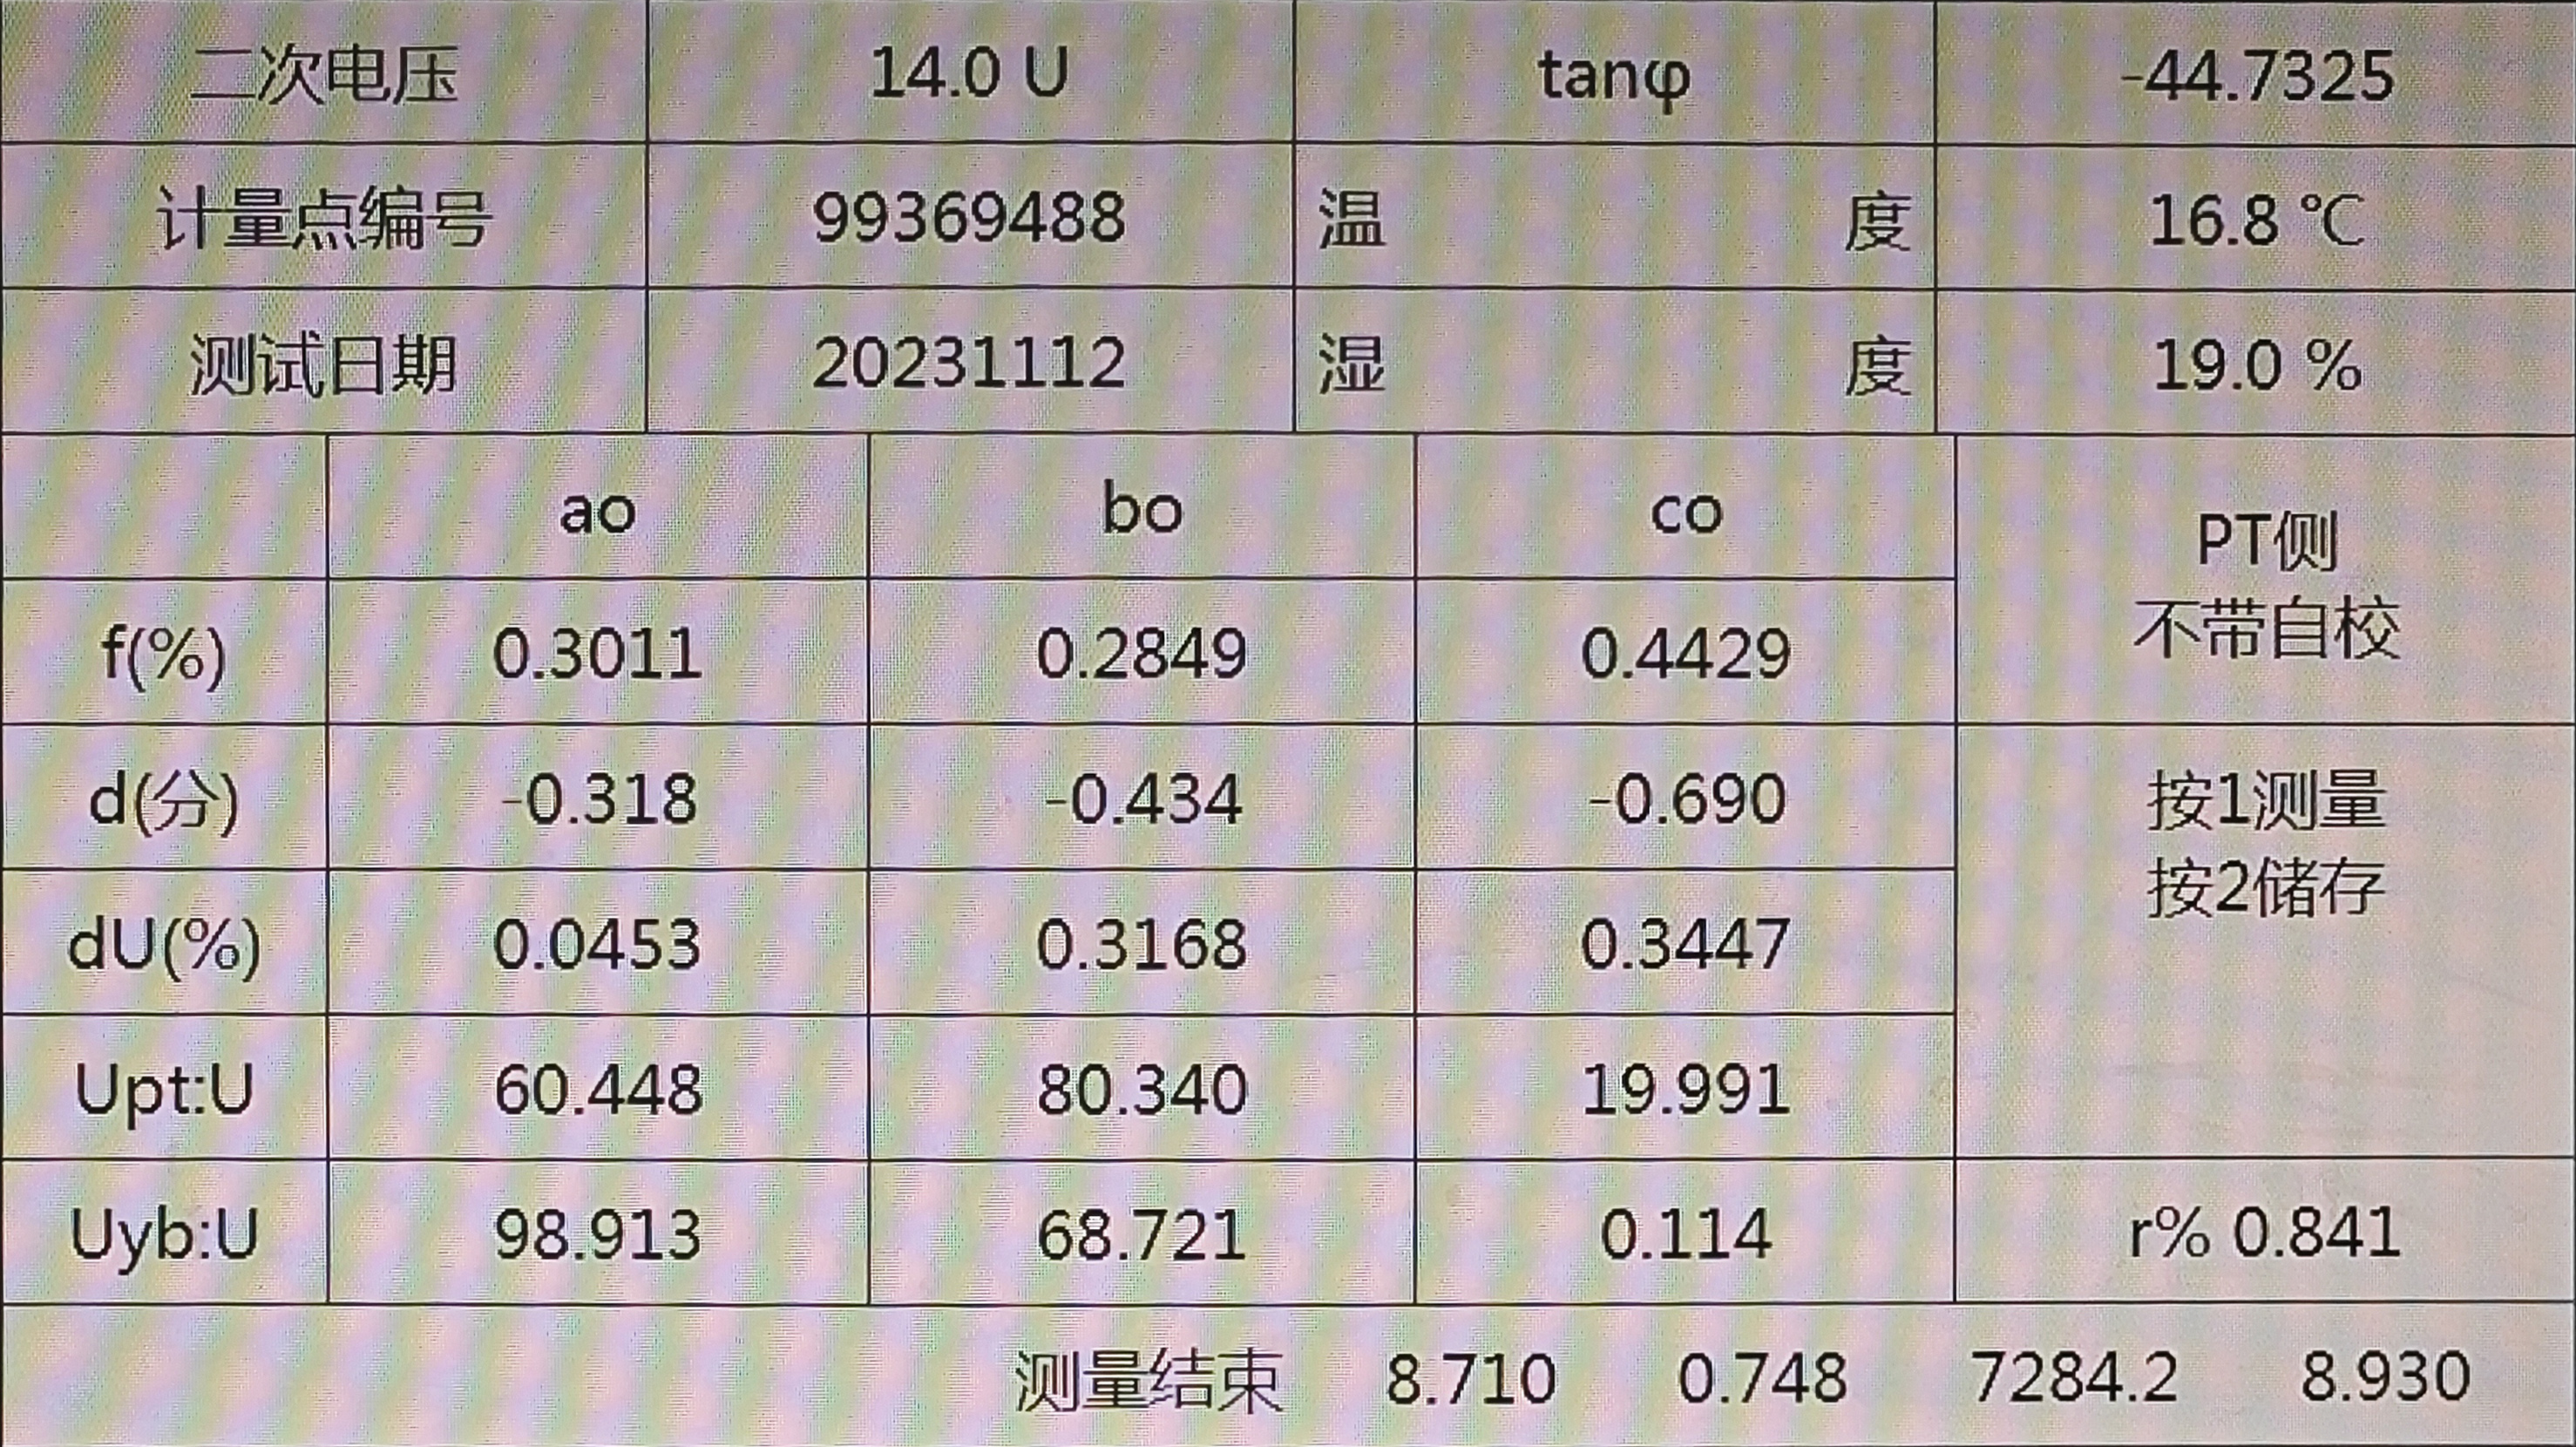 二次电压 14.0 U tanφ -44.7325
计量点编号 99369488 温 度 16.8 ℃
测试日期 20231112 湿 度 19.0 %
ao bo co
PT侧
不带自校
f(%) 0.3011 0.2849 0.4429
d(分) -0.318 -0.434 -0.690
按1测量
按2储存
dU(%) 0.0453 0.3168 0.3447
Upt:U 60.448 80.340 19.991
Uyb:U 98.913 68.721 0.114 r% 0.841
测量结束 8.710 0.748 7284.2 8.930